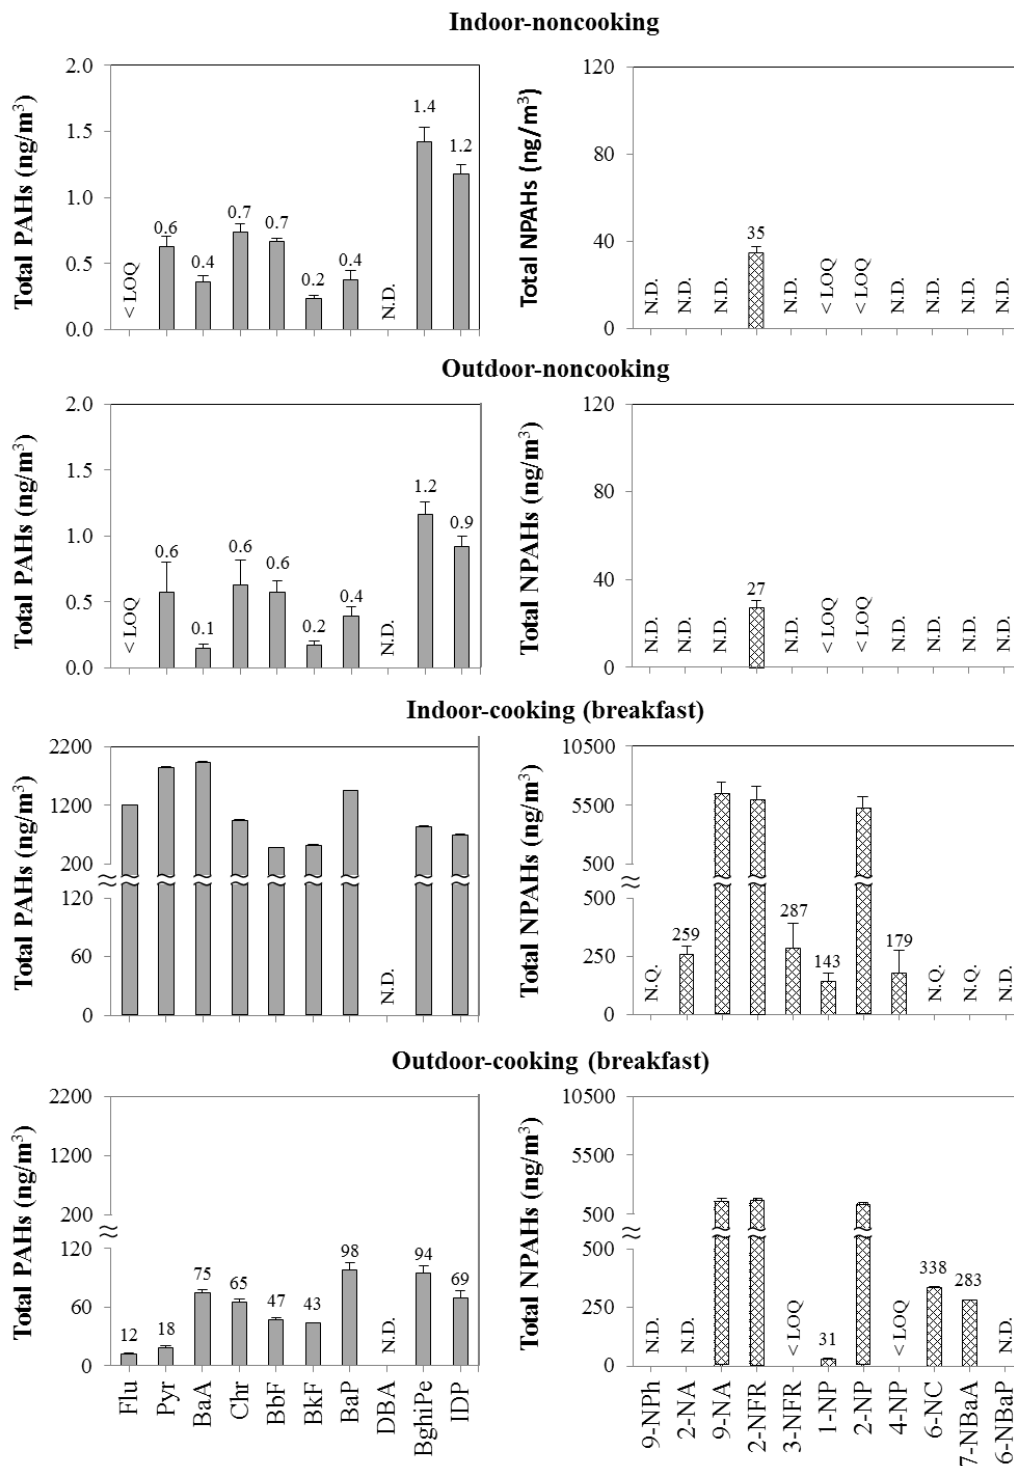 Indoor-noncooking
Total PAHs (ng/m³)
2.0
1.5
1.0
0.5
0.0
< LOQ
0.6
0.4
0.7
0.7
0.2
0.4
N.D.
1.4
1.2
Total NPAHs (ng/m³)
120
80
40
0
N.D.
N.D.
N.D.
35
N.D.
< LOQ
< LOQ
N.D.
N.D.
N.D.
N.D.
Outdoor-noncooking
Total PAHs (ng/m³)
2.0
1.5
1.0
0.5
0.0
< LOQ
0.6
0.1
0.6
0.6
0.2
0.4
N.D.
1.2
0.9
Total NPAHs (ng/m³)
120
80
40
0
N.D.
N.D.
N.D.
27
N.D.
< LOQ
< LOQ
N.D.
N.D.
N.D.
N.D.
Indoor-cooking (breakfast)
Total PAHs (ng/m³)
2200
1200
200
120
60
0
N.D.
Total NPAHs (ng/m³)
10500
5500
500
500
250
0
N.Q.
259
287
143
179
N.Q.
N.Q.
N.D.
Outdoor-cooking (breakfast)
Total PAHs (ng/m³)
2200
1200
200
120
60
0
12
18
75
65
47
43
98
N.D.
94
69
Flu
Pyr
BaA
Chr
BbF
BkF
BaP
DBA
BghiPe
IDP
Total NPAHs (ng/m³)
10500
5500
500
500
250
0
N.D.
N.D.
< LOQ
31
< LOQ
338
283
N.D.
9-NPh
2-NA
9-NA
2-NFR
3-NFR
1-NP
2-NP
4-NP
6-NC
7-NBaA
6-NBaP